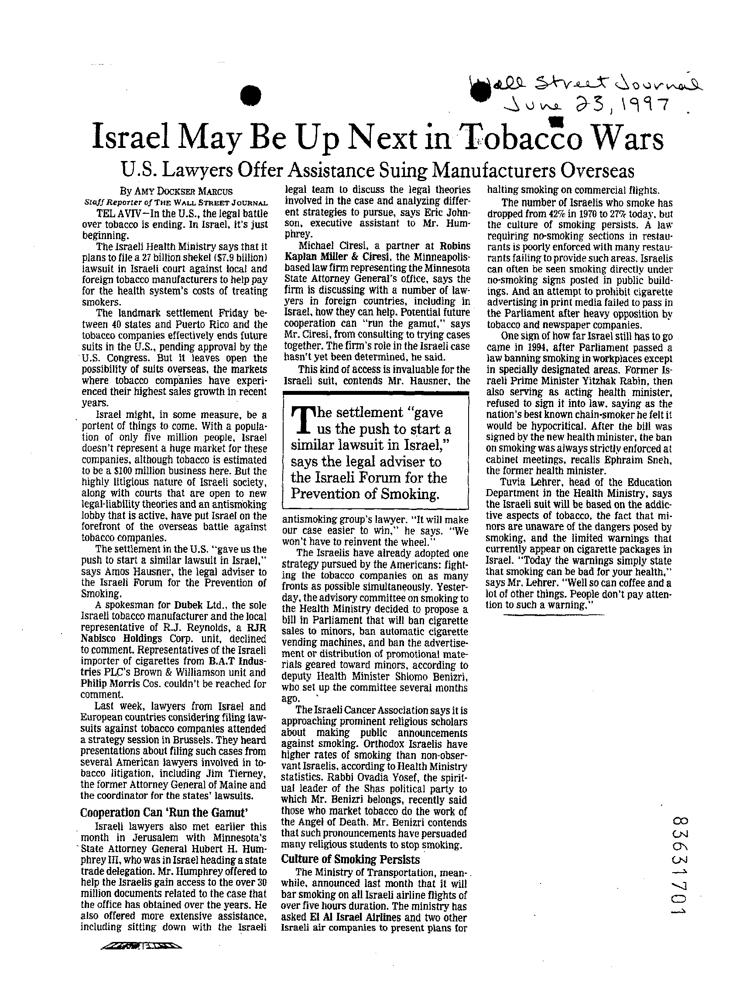 Wall Street Journal
June 23, 1997
Israel May Be Up Next in Tobacco Wars
U.S. Lawyers Offer Assistance Suing Manufacturers Overseas
By AMY DOCKSER MARCUS
Staff Reporter of THE WALL STREET JOURNAL
TEL AVIV—In the U.S., the legal battle
over tobacco is ending. In Israel, it's just
beginning.
The Israeli Health Ministry says that it
plans to file a 27 billion shekel ($7.9 billion)
lawsuit in Israeli court against local and
foreign tobacco manufacturers to help pay
for the health system's costs of treating
smokers.
The landmark settlement Friday be-
tween 40 states and Puerto Rico and the
tobacco companies effectively ends future
suits in the U.S., pending approval by the
U.S. Congress. But it leaves open the
possibility of suits overseas, the markets
where tobacco companies have experi-
enced their highest sales growth in recent
years.
Israel might, in some measure, be a
portent of things to come. With a popula-
tion of only five million people, Israel
doesn't represent a huge market for these
companies, although tobacco is estimated
to be a $100 million business here. But the
highly litigious nature of Israeli society,
along with courts that are open to new
legal-liability theories and an antismoking
lobby that is active, have put Israel on the
forefront of the overseas battle against
tobacco companies.
The settlement in the U.S. "gave us the
push to start a similar lawsuit in Israel,"
says Amos Hausner, the legal adviser to
the Israeli Forum for the Prevention of
Smoking.
A spokesman for Dubek Ltd., the sole
Israeli tobacco manufacturer and the local
representative of R.J. Reynolds, a RJR
Nabisco Holdings Corp. unit, declined
to comment. Representatives of the Israeli
importer of cigarettes from B.A.T Indus-
tries PLC's Brown & Williamson unit and
Philip Morris Cos. couldn't be reached for
comment.
Last week, lawyers from Israel and
European countries considering filing law-
suits against tobacco companies attended
a strategy session in Brussels. They heard
presentations about filing such cases from
several American lawyers involved in to-
bacco litigation, including Jim Tierney,
the former Attorney General of Maine and
the coordinator for the states' lawsuits.
Cooperation Can 'Run the Gamut'
Israeli lawyers also met earlier this
month in Jerusalem with Minnesota's
State Attorney General Hubert H. Hum-
phrey III, who was in Israel heading a state
trade delegation. Mr. Humphrey offered to
help the Israelis gain access to the over 30
million documents related to the case that
the office has obtained over the years. He
also offered more extensive assistance,
including sitting down with the Israeli
legal team to discuss the legal theories
involved in the case and analyzing differ-
ent strategies to pursue, says Eric John-
son, executive assistant to Mr. Hum-
phrey.
Michael Ciresi, a partner at Robins
Kaplan Miller & Ciresi, the Minneapolis-
based law firm representing the Minnesota
State Attorney General's office, says the
firm is discussing with a number of law-
yers in foreign countries, including in
Israel, how they can help. Potential future
cooperation can "run the gamut," says
Mr. Ciresi, from consulting to trying cases
together. The firm's role in the Israeli case
hasn't yet been determined, he said.
This kind of access is invaluable for the
Israeli suit, contends Mr. Hausner, the
The settlement "gave
us the push to start a
similar lawsuit in Israel,"
says the legal adviser to
the Israeli Forum for the
Prevention of Smoking.
antismoking group's lawyer. "It will make
our case easier to win," he says. "We
won't have to reinvent the wheel."
The Israelis have already adopted one
strategy pursued by the Americans: fight-
ing the tobacco companies on as many
fronts as possible simultaneously. Yester-
day, the advisory committee on smoking to
the Health Ministry decided to propose a
bill in Parliament that will ban cigarette
sales to minors, ban automatic cigarette
vending machines, and ban the advertise-
ment or distribution of promotional mate-
rials geared toward minors, according to
deputy Health Minister Shlomo Benizri,
who set up the committee several months
ago.
The Israeli Cancer Association says it is
approaching prominent religious scholars
about making public announcements
against smoking. Orthodox Israelis have
higher rates of smoking than non-obser-
vant Israelis, according to Health Ministry
statistics. Rabbi Ovadia Yosef, the spirit-
ual leader of the Shas political party to
which Mr. Benizri belongs, recently said
those who market tobacco do the work of
the Angel of Death. Mr. Benizri contends
that such pronouncements have persuaded
many religious students to stop smoking.
Culture of Smoking Persists
The Ministry of Transportation, mean-
while, announced last month that it will
bar smoking on all Israeli airline flights of
over five hours duration. The ministry has
asked El Al Israel Airlines and two other
Israeli air companies to present plans for
halting smoking on commercial flights.
The number of Israelis who smoke has
dropped from 42% in 1970 to 27% today, but
the culture of smoking persists. A law
requiring no-smoking sections in restau-
rants is poorly enforced with many restau-
rants failing to provide such areas. Israelis
can often be seen smoking directly under
no-smoking signs posted in public build-
ings. And an attempt to prohibit cigarette
advertising in print media failed to pass in
the Parliament after heavy opposition by
tobacco and newspaper companies.
One sign of how far Israel still has to go
came in 1994, after Parliament passed a
law banning smoking in workplaces except
in specially designated areas. Former Is-
raeli Prime Minister Yitzhak Rabin, then
also serving as acting health minister,
refused to sign it into law, saying as the
nation's best known chain-smoker he felt it
would be hypocritical. After the bill was
signed by the new health minister, the ban
on smoking was always strictly enforced at
cabinet meetings, recalls Ephraim Sneh,
the former health minister.
Tuvia Lehrer, head of the Education
Department in the Health Ministry, says
the Israeli suit will be based on the addic-
tive aspects of tobacco, the fact that mi-
nors are unaware of the dangers posed by
smoking, and the limited warnings that
currently appear on cigarette packages in
Israel. "Today the warnings simply state
that smoking can be bad for your health,"
says Mr. Lehrer. "Well so can coffee and a
lot of other things. People don't pay atten-
tion to such a warning."
83631701